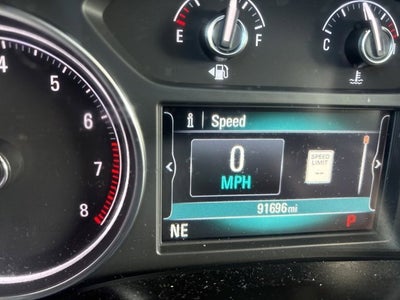 E F
C
4
5
6
7
8
i Speed
0
MPH
SPEED
LIMIT
--
91696 mi
NE P